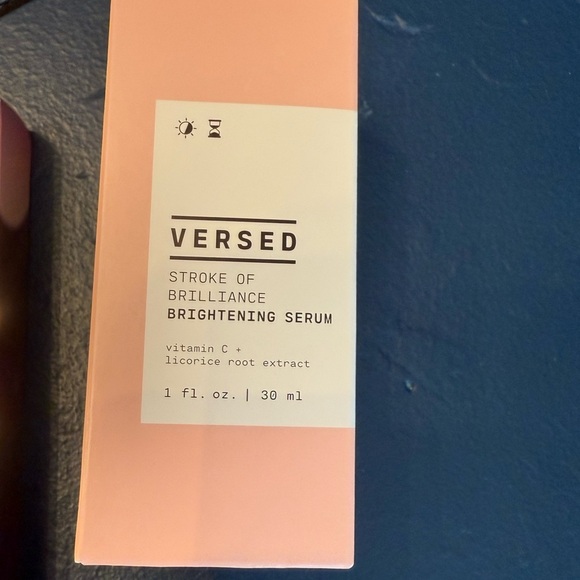 VERSED
STROKE OF
BRILLIANCE
BRIGHTENING SERUM
vitamin C +
licorice root extract
1 fl. oz. | 30 ml